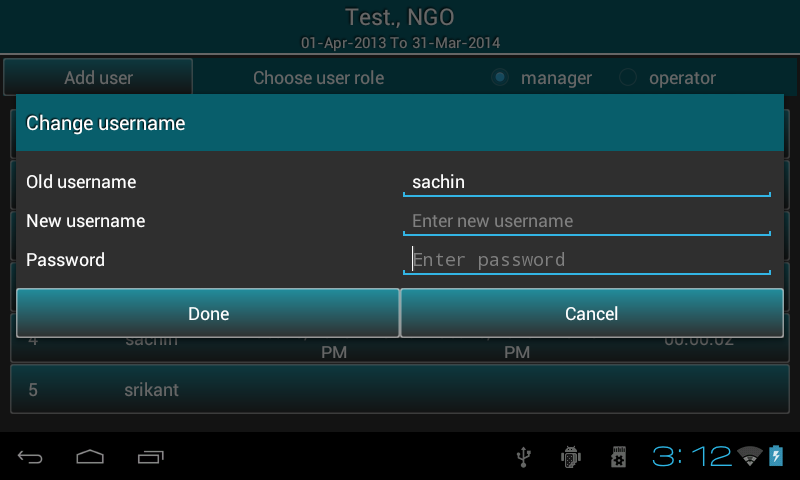 Test., NGO
01-Apr-2013 To 31-Mar-2014
Add user Choose user role manager operator
Change username
Old username sachin
New username Enter new username
Password Enter password
Done Cancel
4 sachin PM PM 00:00:02
5 srikant
3:12